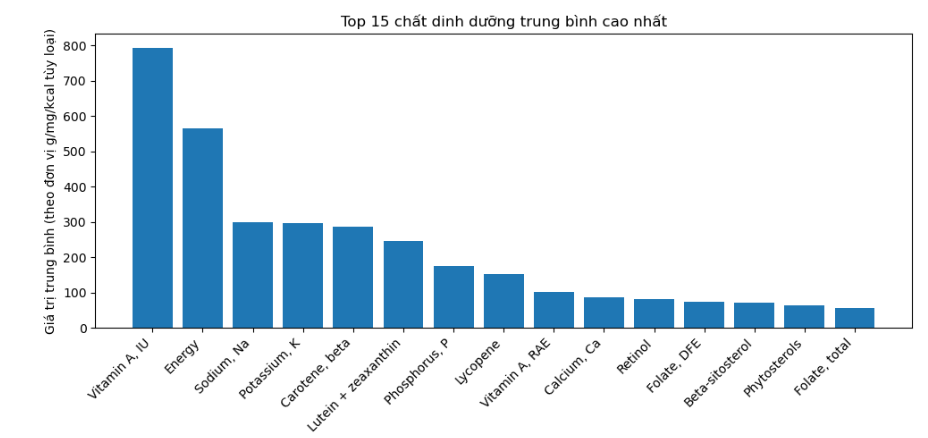 Top 15 chất dinh dưỡng trung bình cao nhất
Giá trị trung bình (theo đơn vị g/mg/kcal tùy loại)
800
700
600
500
400
300
200
100
0
Vitamin A, IU
Energy
Sodium, Na
Potassium, K
Carotene, beta
Lutein + zeaxanthin
Phosphorus, P
Lycopene
Vitamin A, RAE
Calcium, Ca
Retinol
Folate, DFE
Beta-sitosterol
Phytosterols
Folate, total